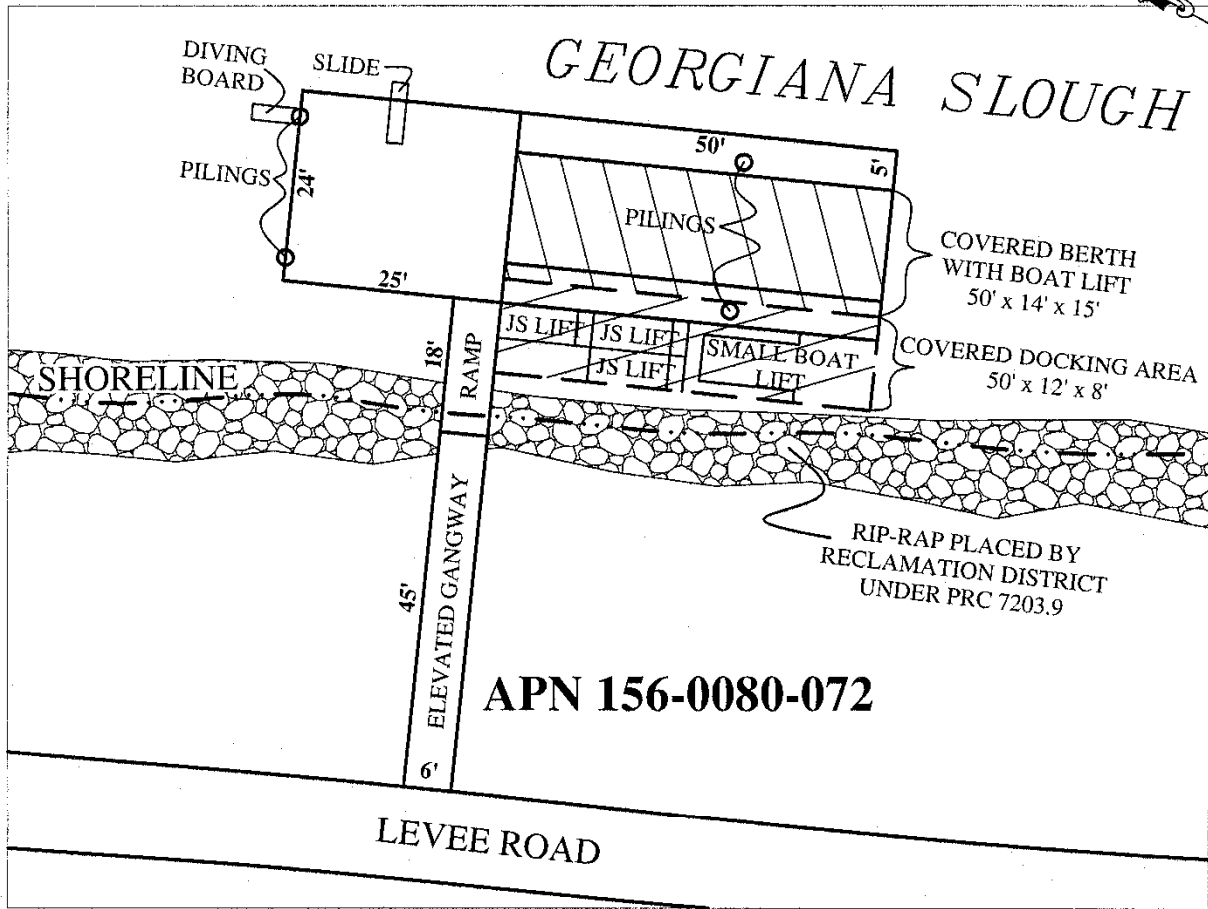 GEORGIANA SLOUGH
DIVING
BOARD
SLIDE
PILINGS
24'
25'
50'
5'
PILINGS
COVERED BERTH
WITH BOAT LIFT
50' x 14' x 15'
JS LIFT
JS LIFT
JS LIFT
SMALL BOAT
LIFT
COVERED DOCKING AREA
50' x 12' x 8'
18'
RAMP
SHORELINE
RIP-RAP PLACED BY
RECLAMATION DISTRICT
UNDER PRC 7203.9
45'
ELEVATED GANGWAY
APN 156-0080-072
6'
LEVEE ROAD